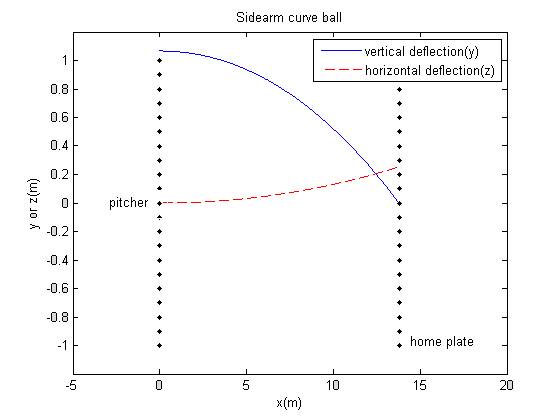 Sidearm curve ball
vertical deflection(y)
horizontal deflection(z)
1
0.8
0.6
0.4
0.2
0
-0.2
-0.4
-0.6
-0.8
-1
y or z(m)
pitcher
home plate
-5 0 5 10 15 20
x(m)